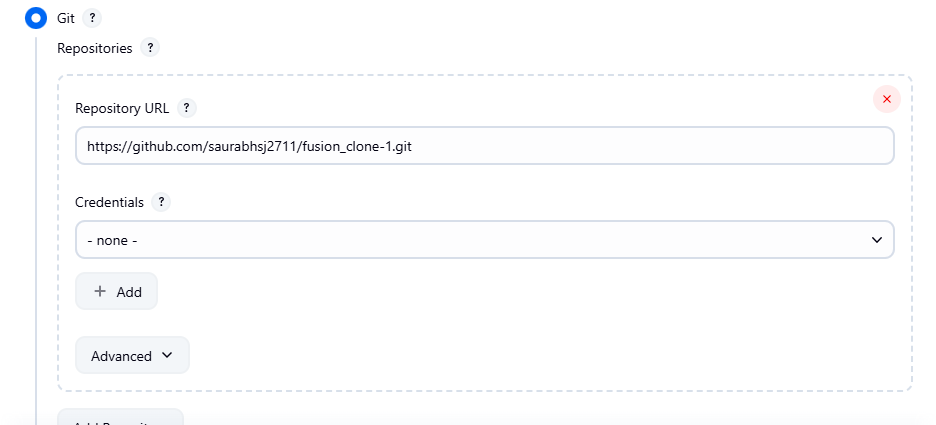 Git ?
Repositories ?
Repository URL ?
https://github.com/saurabhsj2711/fusion_clone-1.git
Credentials ?
- none -
+ Add
Advanced